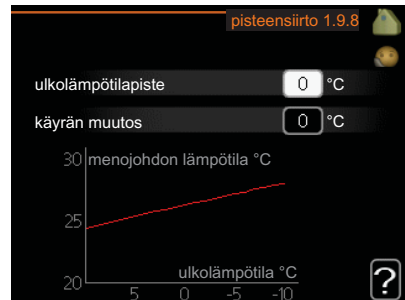 pisteensiirto 1.9.8
ulkolämpötilapiste 0 °C
käyrän muutos 0 °C
30 menojohdon lämpötila °C
25
ulkolämpötila °C
20
5 0 -5 -10
?